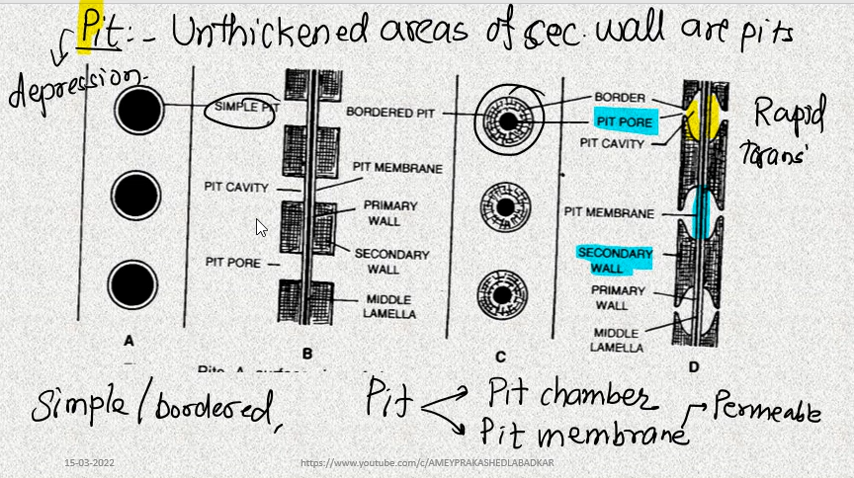 Pit:- Unthickened areas of sec. wall are pits
depression.
SIMPLE PIT
BORDERED PIT
PIT MEMBRANE
PIT CAVITY
PRIMARY
WALL
SECONDARY
WALL
PIT PORE
MIDDLE
LAMELLA
BORDER
PIT PORE
PIT CAVITY
PIT MEMBRANE
SECONDARY
WALL
PRIMARY
WALL
MIDDLE
LAMELLA
Rapid
A
B
C
D
Simple/bordered,
Pit
Pit chamber
Pit membrane
Permeable
15-03-2022
https://www.youtube.com/c/AMEYPRAKASHEDLABADKAR